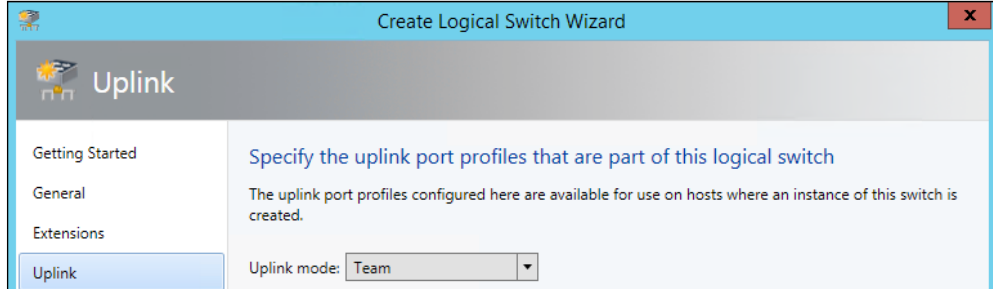 Create Logical Switch Wizard
x
Uplink
Getting Started
General
Extensions
Uplink
Specify the uplink port profiles that are part of this logical switch
The uplink port profiles configured here are available for use on hosts where an instance of this switch is
created.
Uplink mode: Team